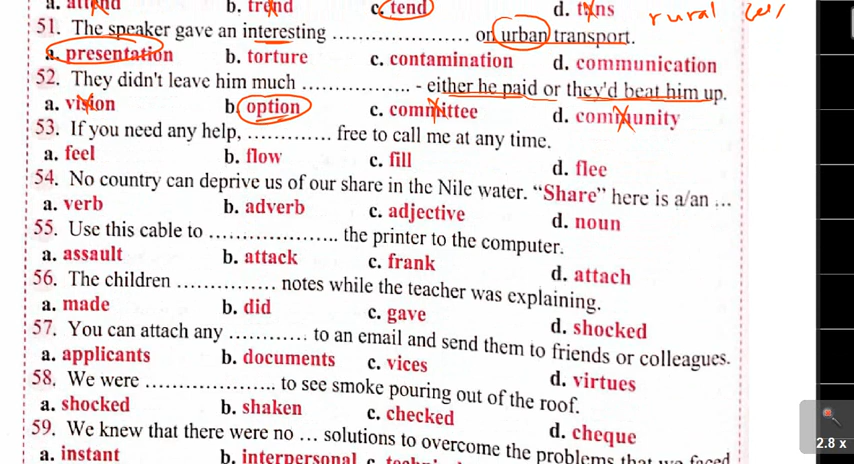 a. attend b. trend c. tend d. tens
rural
51. The speaker gave an interesting .................... on urban transport.
a. presentation b. torture c. contamination d. communication
52. They didn't leave him much .................... - either he paid or they'd beat him up.
a. vision b. option c. committee d. community
53. If you need any help, ............. free to call me at any time.
a. feel b. flow c. fill d. flee
54. No country can deprive us of our share in the Nile water. “Share” here is a/an ...
a. verb b. adverb c. adjective d. noun
55. Use this cable to .................... the printer to the computer.
a. assault b. attack c. frank d. attach
56. The children ............... notes while the teacher was explaining.
a. made b. did c. gave d. shocked
57. You can attach any ............ to an email and send them to friends or colleagues.
a. applicants b. documents c. vices d. virtues
58. We were .................... to see smoke pouring out of the roof.
a. shocked b. shaken c. checked d. cheque
59. We knew that there were no ... solutions to overcome the problems that we faced
a. instant b. interpersonal c.
2.8 x